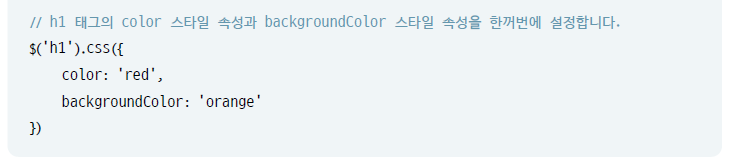 // h1 태그의 color 스타일 속성과 backgroundColor 스타일 속성을 한꺼번에 설정합니다.
$('h1').css({
    color: 'red',
    backgroundColor: 'orange'
})